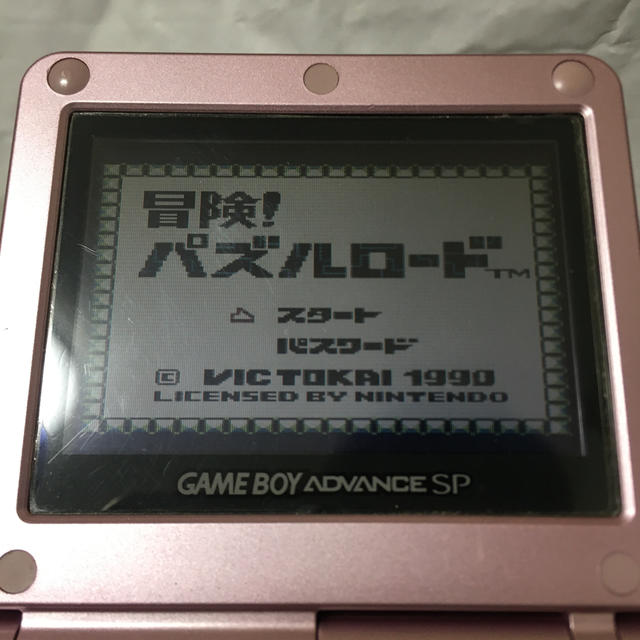 冒険!
パズルロード™
スタート
パスワード
© VIC TOKAI 1990
LICENSED BY NINTENDO
GAME BOY ADVANCE SP